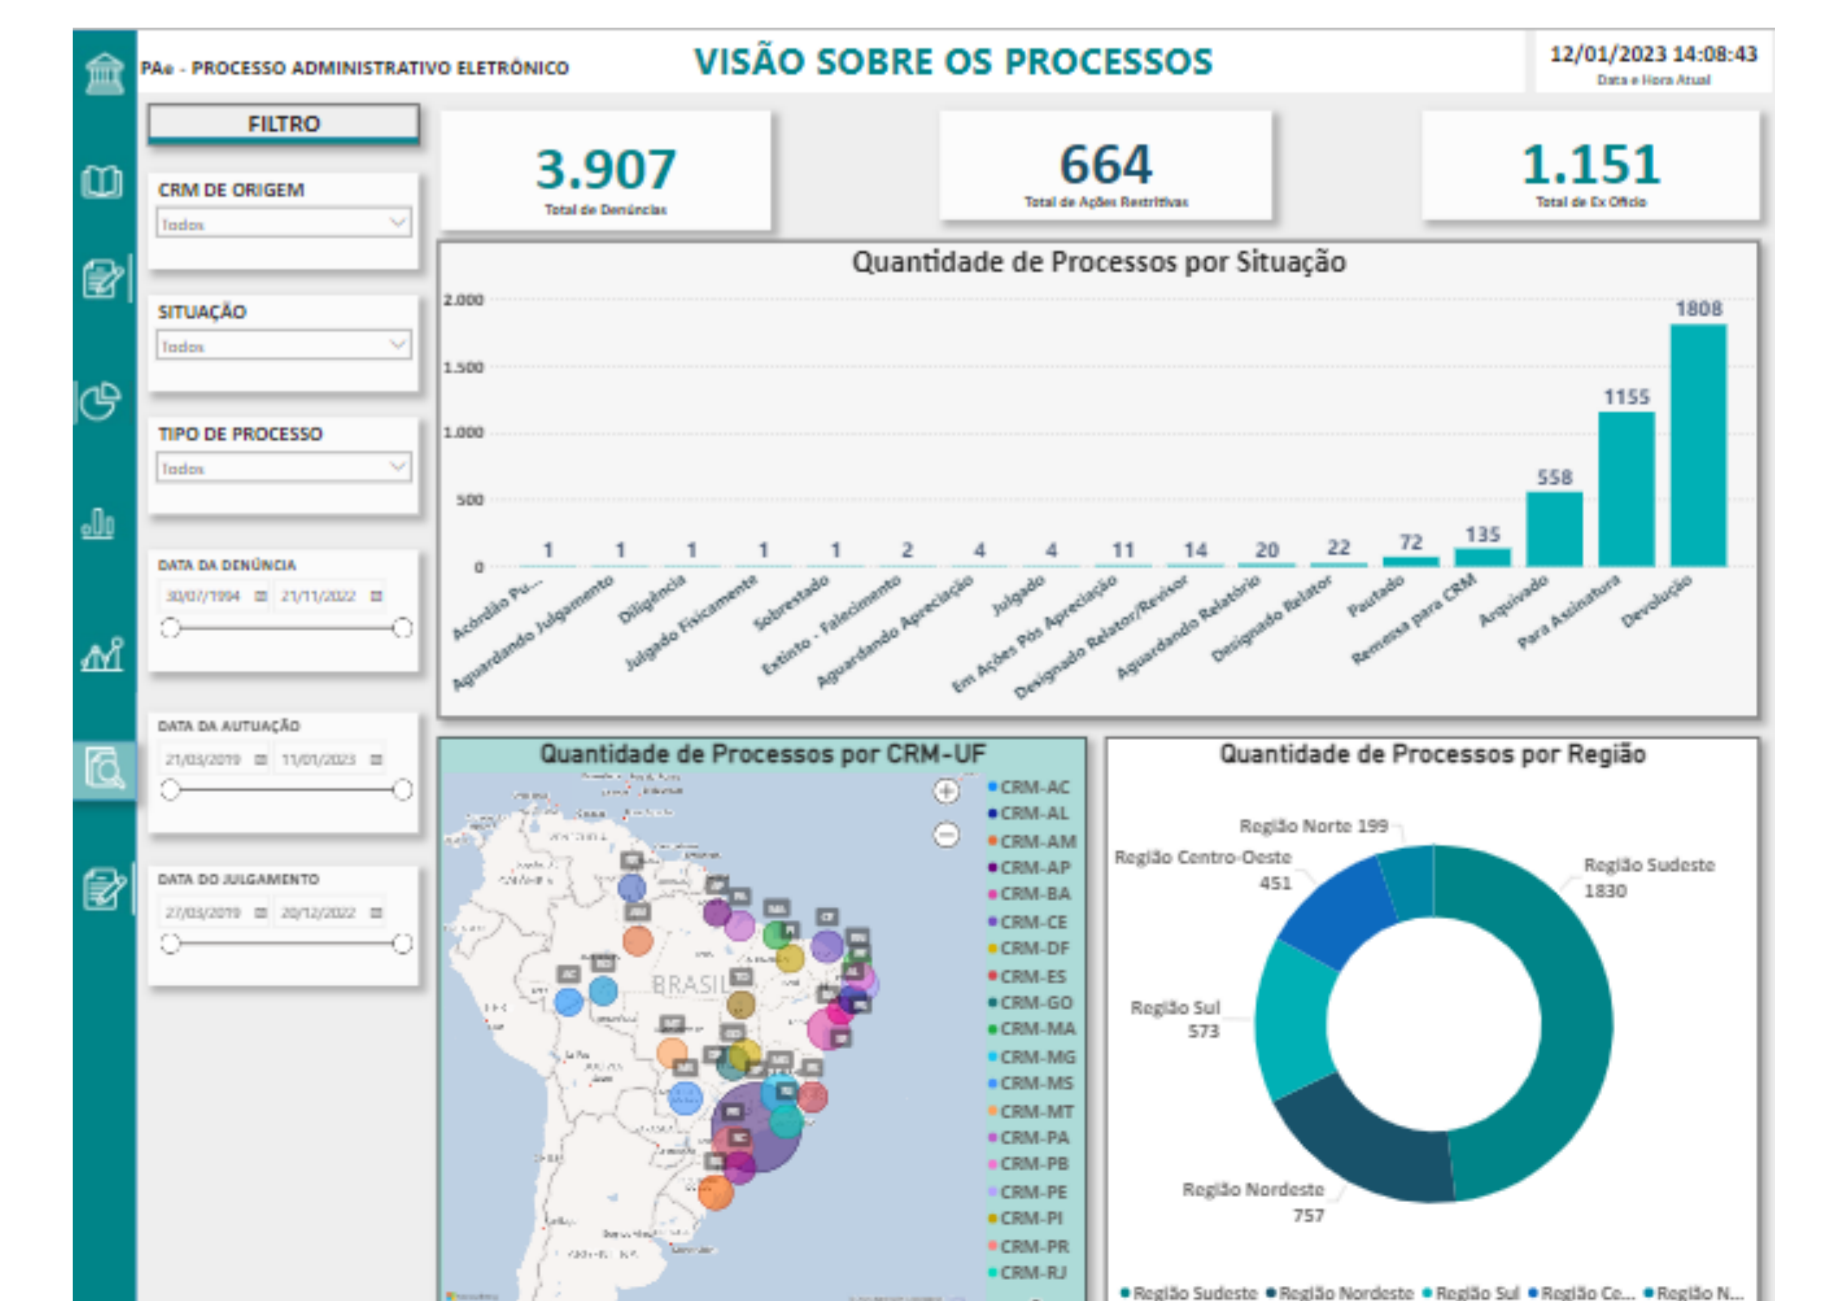 PAe - PROCESSO ADMINISTRATIVO ELETRÔNICO
VISÃO SOBRE OS PROCESSOS
12/01/2023 14:08:43
Data e Hora Atual
FILTRO
CRM DE ORIGEM
Todos
SITUAÇÃO
Todos
TIPO DE PROCESSO
Todos
DATA DA DENÚNCIA
30/07/1994 21/11/2022
DATA DA AUTUAÇÃO
21/03/2019 11/01/2023
DATA DO JULGAMENTO
27/03/2019 20/12/2022
3.907
Total de Denúncias
664
Total de Ações Restritivas
1.151
Total de Ex Oficio
Quantidade de Processos por Situação
2.000
1.500
1.000
500
0
1 1 1 1 1 2 4 4 11 14 20 22 72 135 558 1155 1808
Acórdão Pu...
Aguardando Julgamento
Diligência
Julgado Fisicamente
Sobrestado
Extinto - Falecimento
Aguardando Apreciação
Julgado
Em Ações Pós Apreciação
Designado Relator/Revisor
Aguardando Relatório
Designado Relator
Pautado
Remessa para CRM
Arquivado
Para Assinatura
Devolução
Quantidade de Processos por CRM-UF
BRASIL
CRM-AC
CRM-AL
CRM-AM
CRM-AP
CRM-BA
CRM-CE
CRM-DF
CRM-ES
CRM-GO
CRM-MA
CRM-MG
CRM-MS
CRM-MT
CRM-PA
CRM-PB
CRM-PE
CRM-PI
CRM-PR
CRM-RJ
Quantidade de Processos por Região
Região Norte 199
Região Centro-Oeste
451
Região Sudeste
1830
Região Sul
573
Região Nordeste
757
Região Sudeste Região Nordeste Região Sul Região Ce... Região N...